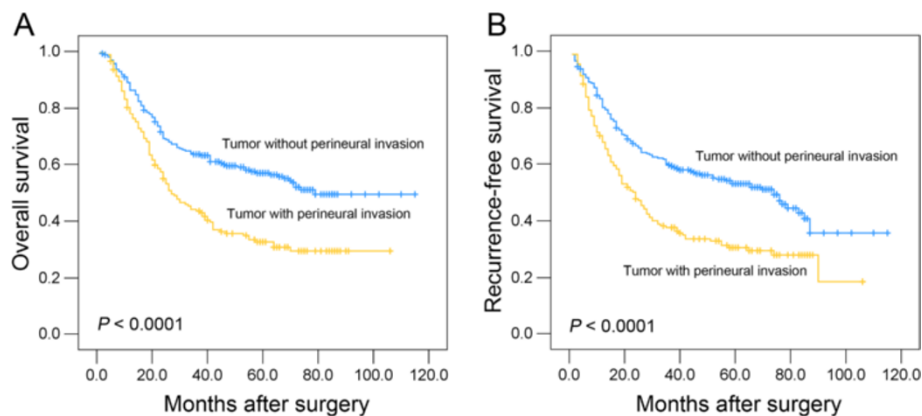 A
Overall survival
1.0
0.8
0.6
0.4
0.2
0.0
Tumor without perineural invasion
Tumor with perineural invasion
P < 0.0001
0.0 20.0 40.0 60.0 80.0 100.0 120.0
Months after surgery
B
Recurrence-free survival
1.0
0.8
0.6
0.4
0.2
0.0
Tumor without perineural invasion
Tumor with perineural invasion
P < 0.0001
0.0 20.0 40.0 60.0 80.0 100.0 120.0
Months after surgery